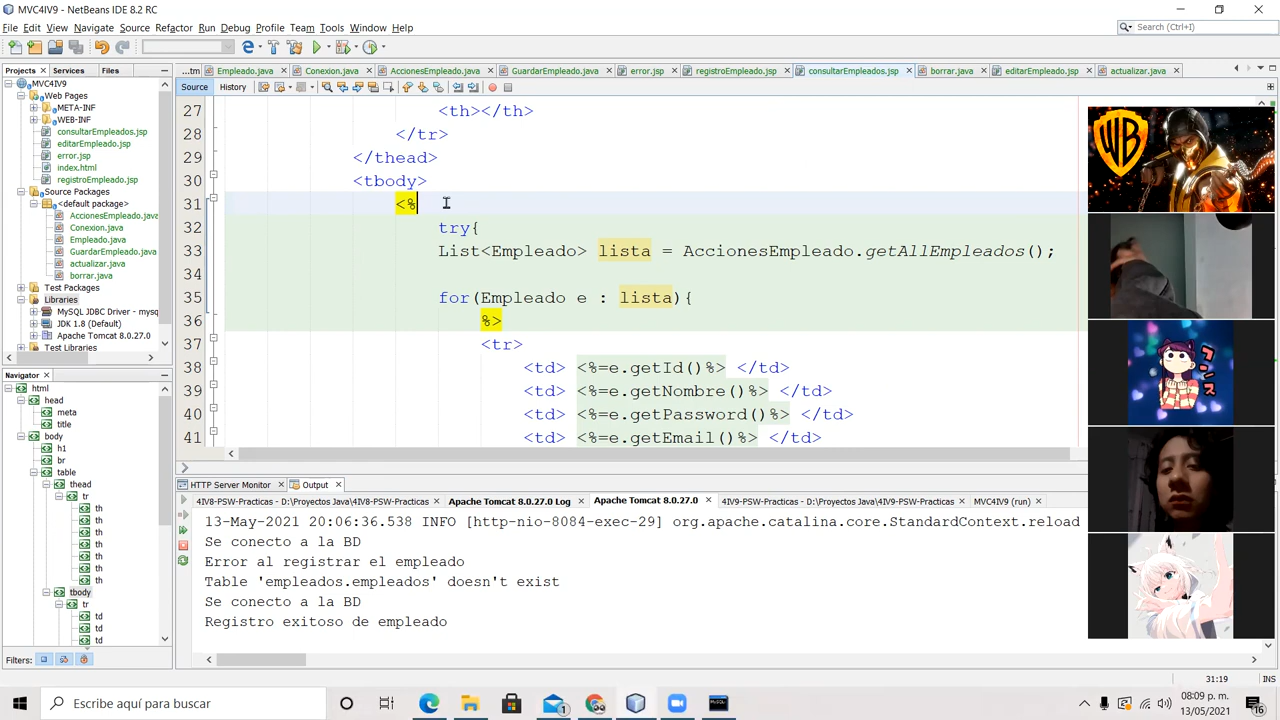 MVC4IV9 - NetBeans IDE 8.2 RC
File Edit View Navigate Source Refactor Run Debug Profile Team Tools Window Help
Search (Ctrl+I)
Projects Services Files
...tm Empleado.java Conexion.java AccionesEmpleado.java GuardarEmpleado.java error.jsp registroEmpleado.jsp consultarEmpleados.jsp borrar.java editarEmpleado.jsp actualizar.java
Source History
MVC4IV9
Web Pages
META-INF
WEB-INF
consultarEmpleados.jsp
editarEmpleado.jsp
error.jsp
index.html
registroEmpleado.jsp
Source Packages
<default package>
AccionesEmpleado.java
Conexion.java
Empleado.java
GuardarEmpleado.java
actualizar.java
borrar.java
Test Packages
Libraries
MySQL JDBC Driver - mysq
JDK 1.8 (Default)
Apache Tomcat 8.0.27.0
Test Libraries
27 <th></th>
28 </tr>
29 </thead>
30 <tbody>
31 <%
32 try{
33 List<Empleado> lista = AccionesEmpleado.getAllEmpleados();
34
35 for(Empleado e : lista){
36 %>
37 <tr>
38 <td> <%=e.getId()%> </td>
39 <td> <%=e.getNombre()%> </td>
40 <td> <%=e.getPassword()%> </td>
41 <td> <%=e.getEmail()%> </td>
WB
Navigator
html
head
meta
title
body
h1
br
table
thead
tr
th
th
th
th
th
th
th
tbody
tr
td
td
td
Filters:
HTTP Server Monitor Output
4IV8-PSW-Practicas - D:\Proyectos Java\4IV8-PSW-Practicas Apache Tomcat 8.0.27.0 Log Apache Tomcat 8.0.27.0 4IV9-PSW-Practicas - D:\Proyectos Java\4IV9-PSW-Practicas MVC4IV9 (run)
13-May-2021 20:06:36.538 INFO [http-nio-8084-exec-29] org.apache.catalina.core.StandardContext.reload
Se conecto a la BD
Error al registrar el empleado
Table 'empleados.empleados' doesn't exist
Se conecto a la BD
Registro exitoso de empleado
31:19 INS
Escribe aquí para buscar
08:09 p. m.
13/05/2021
1
16